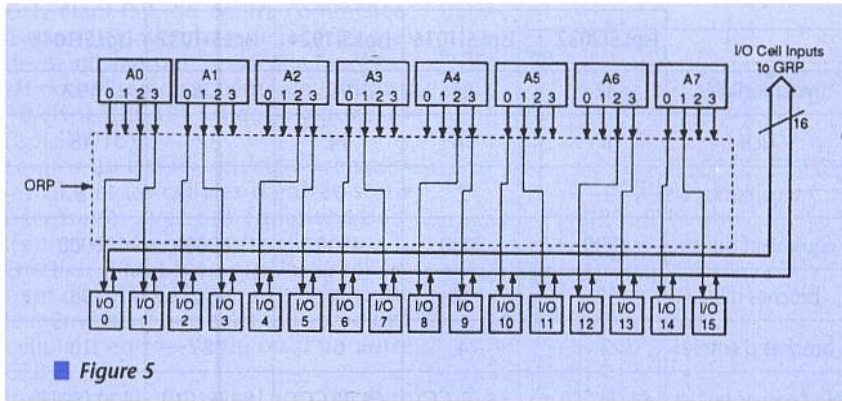 I/O Cell Inputs
to GRP
A0 A1 A2 A3 A4 A5 A6 A7
0 1 2 3 0 1 2 3 0 1 2 3 0 1 2 3 0 1 2 3 0 1 2 3 0 1 2 3 0 1 2 3
16
ORP
I/O I/O I/O I/O I/O I/O I/O I/O I/O I/O I/O I/O I/O I/O I/O I/O
0 1 2 3 4 5 6 7 8 9 10 11 12 13 14 15
Figure 5